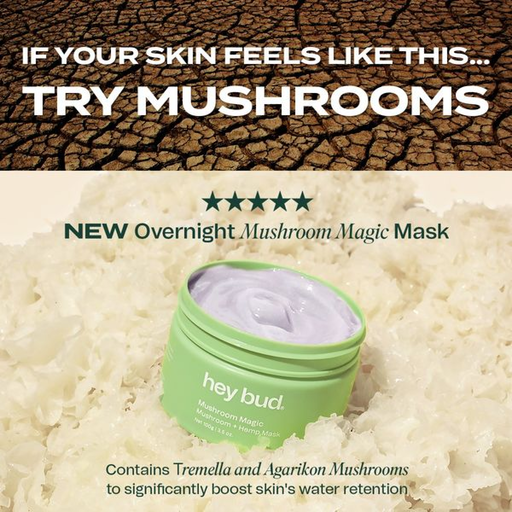 IF YOUR SKIN FEELS LIKE THIS...
TRY MUSHROOMS
★★★★★
NEW Overnight Mushroom Magic Mask
hey bud.
Mushroom Magic
Mushroom + Hemp Mask
Contains Tremella and Agarikon Mushrooms
to significantly boost skin's water retention